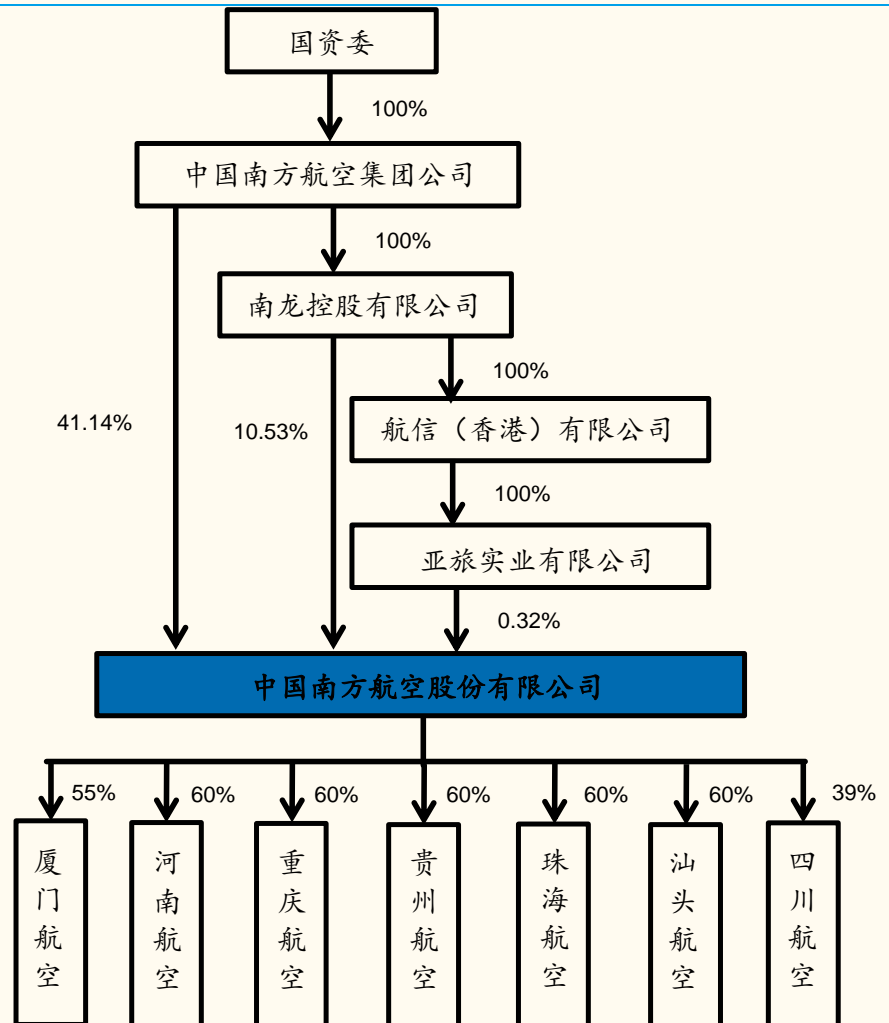 国资委
100%
中国南方航空集团公司
100%
南龙控股有限公司
100%
41.14%
10.53%
航信（香港）有限公司
100%
亚旅实业有限公司
0.32%
中国南方航空股份有限公司
55%
60%
60%
60%
60%
60%
39%
厦门航空
河南航空
重庆航空
贵州航空
珠海航空
汕头航空
四川航空